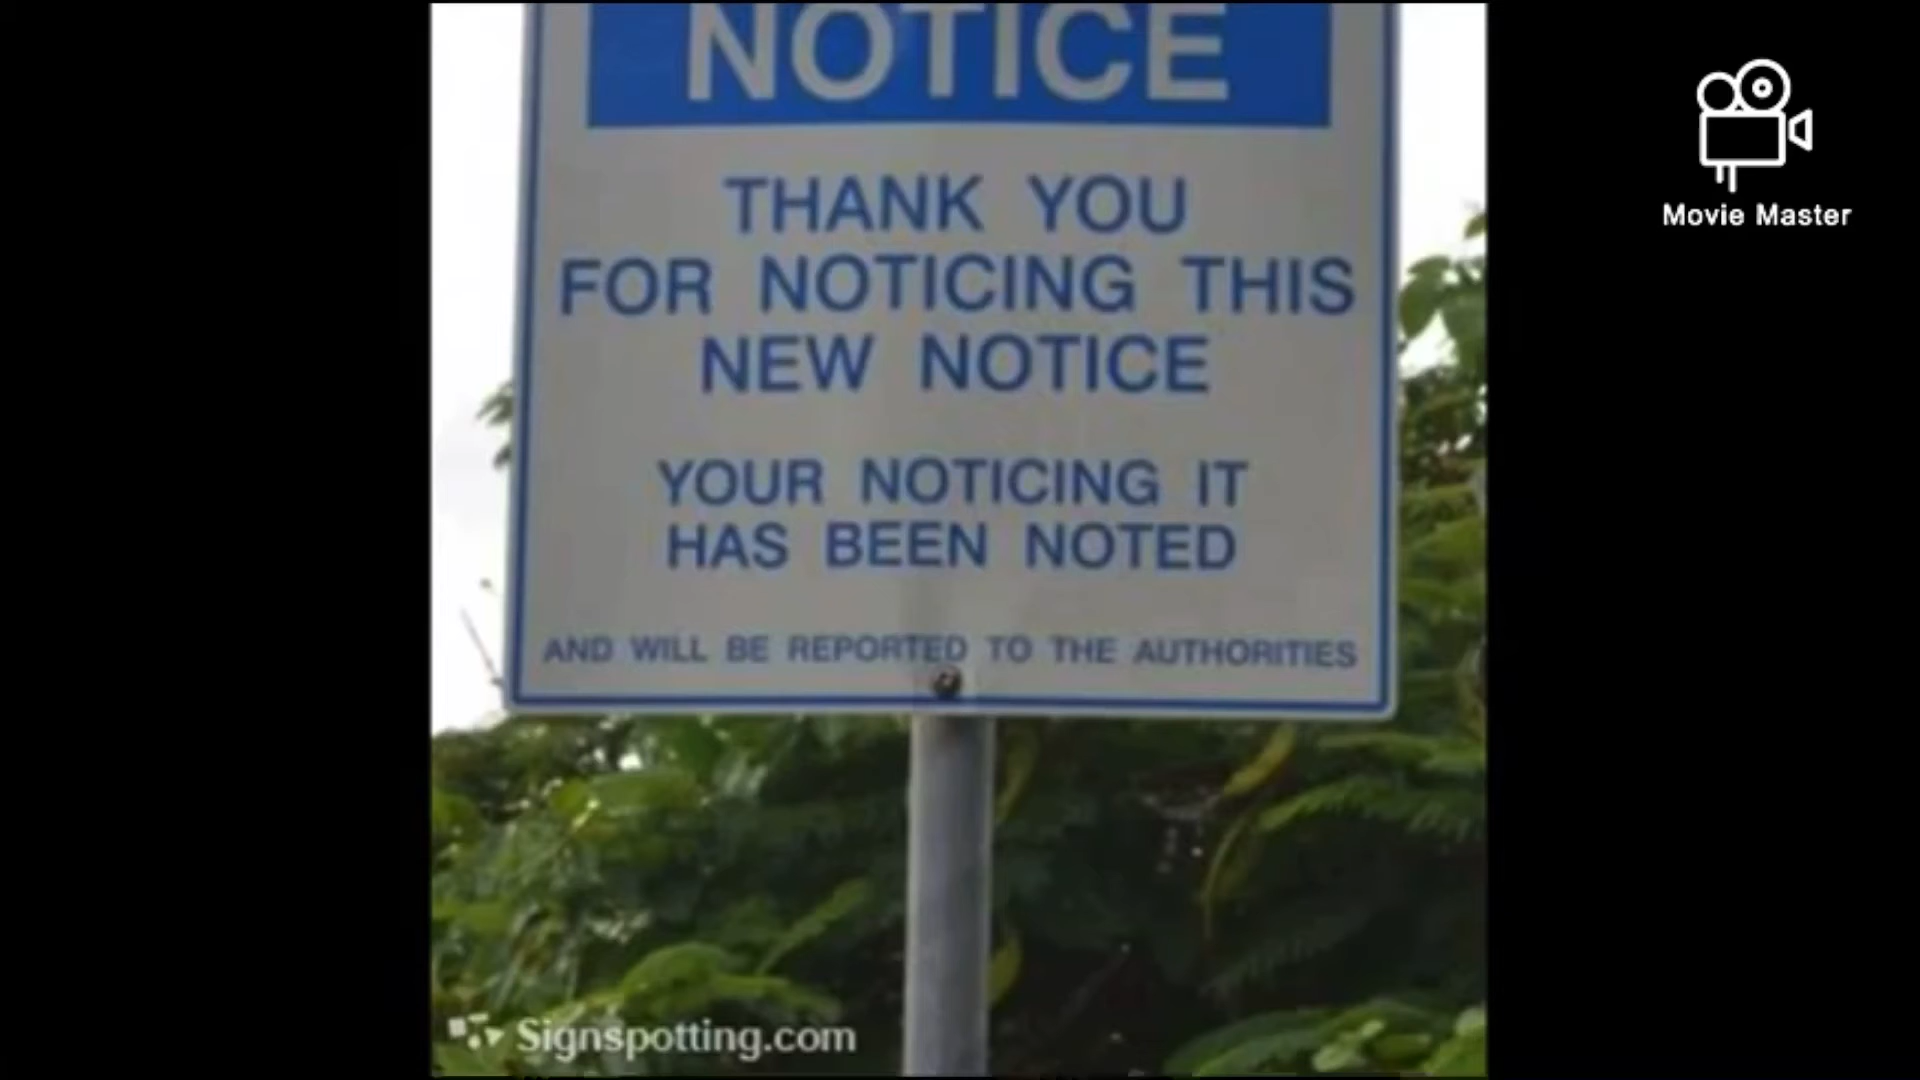 NOTICE
THANK YOU
FOR NOTICING THIS
NEW NOTICE
YOUR NOTICING IT
HAS BEEN NOTED
AND WILL BE REPORTED TO THE AUTHORITIES
Signspotting.com
Movie Master